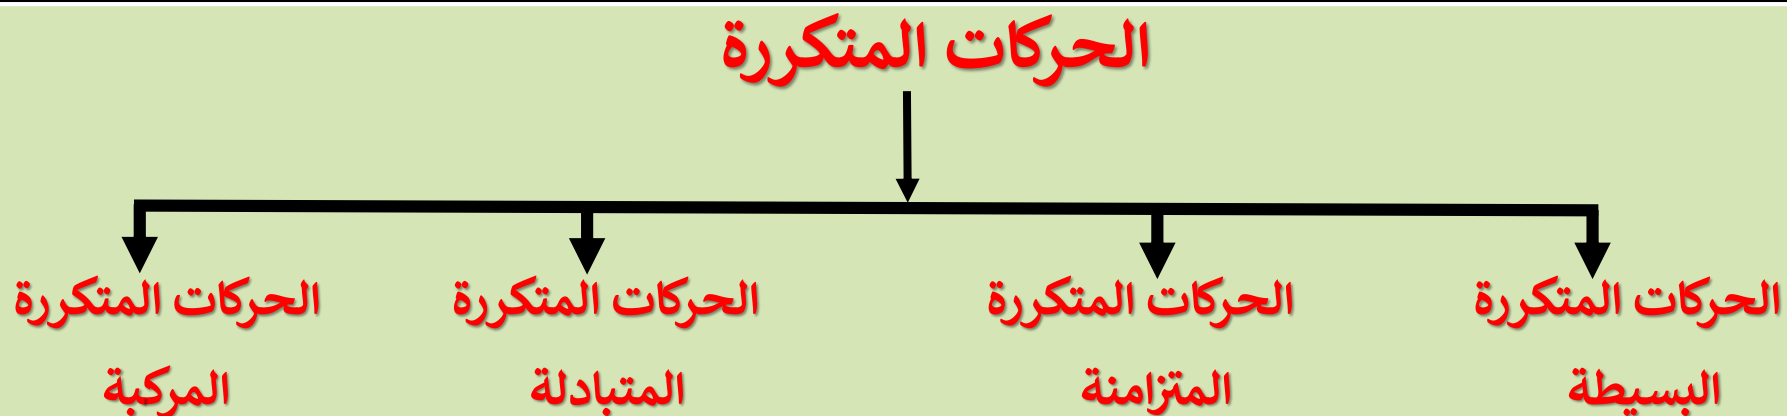 الحركات المتكررة
الحركات المتكررة
البسيطة
الحركات المتكررة
المتزامنة
الحركات المتكررة
المتبادلة
الحركات المتكررة
المركبة